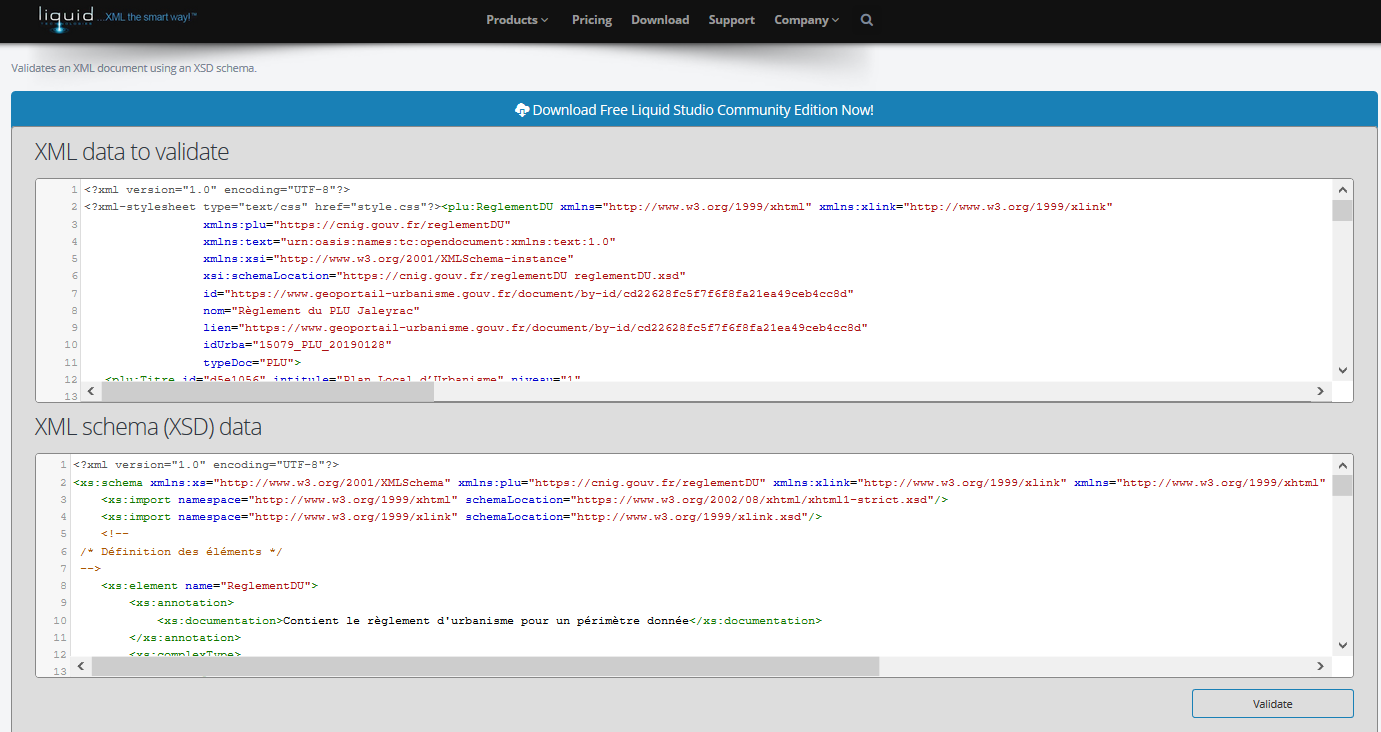 liquid ...XML the smart way!™
TECHNOLOGIES
Products Pricing Download Support Company
Validates an XML document using an XSD schema.
Download Free Liquid Studio Community Edition Now!
XML data to validate
1 <?xml version="1.0" encoding="UTF-8"?>
2 <?xml-stylesheet type="text/css" href="style.css"?><plu:ReglementDU xmlns="http://www.w3.org/1999/xhtml" xmlns:xlink="http://www.w3.org/1999/xlink"
3 xmlns:plu="https://cnig.gouv.fr/reglementDU"
4 xmlns:text="urn:oasis:names:tc:opendocument:xmlns:text:1.0"
5 xmlns:xsi="http://www.w3.org/2001/XMLSchema-instance"
6 xsi:schemaLocation="https://cnig.gouv.fr/reglementDU reglementDU.xsd"
7 id="https://www.geoportail-urbanisme.gouv.fr/document/by-id/cd22628fc5f7f6f8fa21ea49ceb4cc8d"
8 nom="Règlement du PLU Jaleyrac"
9 lien="https://www.geoportail-urbanisme.gouv.fr/document/by-id/cd22628fc5f7f6f8fa21ea49ceb4cc8d"
10 idUrba="15079_PLU_20190128"
11 typeDoc="PLU">
12 <plu:Titre id="d5e1056" intitule="Plan Local d’Urbanisme" niveau="1"
13
XML schema (XSD) data
1 <?xml version="1.0" encoding="UTF-8"?>
2 <xs:schema xmlns:xs="http://www.w3.org/2001/XMLSchema" xmlns:plu="https://cnig.gouv.fr/reglementDU" xmlns:xlink="http://www.w3.org/1999/xlink" xmlns="http://www.w3.org/1999/xhtml"
3 <xs:import namespace="http://www.w3.org/1999/xhtml" schemaLocation="https://www.w3.org/2002/08/xhtml/xhtml1-strict.xsd"/>
4 <xs:import namespace="http://www.w3.org/1999/xlink" schemaLocation="http://www.w3.org/1999/xlink.xsd"/>
5 <!--
6 /* Définition des éléments */
7 -->
8 <xs:element name="ReglementDU">
9 <xs:annotation>
10 <xs:documentation>Contient le règlement d'urbanisme pour un périmètre donnée</xs:documentation>
11 </xs:annotation>
12 <xs:complexType>
13
Validate